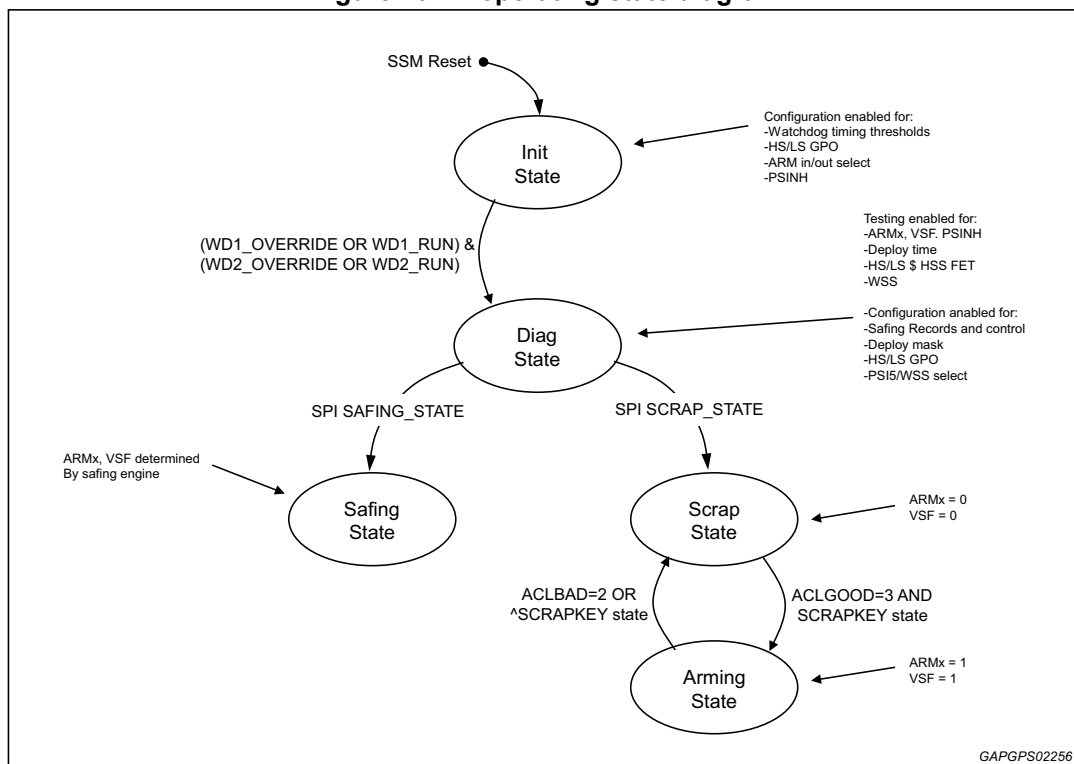 SSM Reset
Init
State
Configuration enabled for:
-Watchdog timing thresholds
-HS/LS GPO
-ARM in/out select
-PSINH
(WD1_OVERRIDE OR WD1_RUN) &
(WD2_OVERRIDE OR WD2_RUN)
Testing enabled for:
-ARMx, VSF. PSINH
-Deploy time
-HS/LS $ HSS FET
-WSS
Diag
State
-Configuration anabled for:
-Safing Records and control
-Deploy mask
-HS/LS GPO
-PSI5/WSS select
SPI SAFING_STATE
SPI SCRAP_STATE
ARMx, VSF determined
By safing engine
Safing
State
Scrap
State
ARMx = 0
VSF = 0
ACLBAD=2 OR
^SCRAPKEY state
ACLGOOD=3 AND
SCRAPKEY state
Arming
State
ARMx = 1
VSF = 1
GAPGPS02256